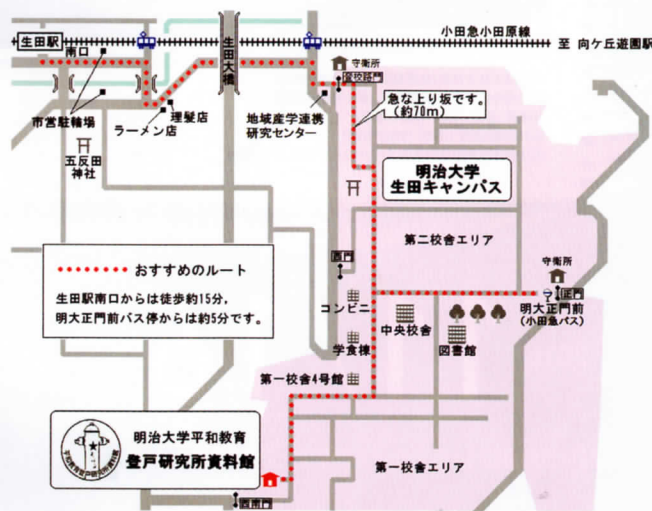 小田急小田原線
生田駅
至 向ケ丘遊園駅
南口
生田大橋
守衛所
登校路門
急な上り坂です。
(約70m)
市営駐輪場
理髪店
ラーメン店
地域産学連携
研究センター
五反田
神社
明治大学
生田キャンパス
第二校舎エリア
西門
守衛所
正門
おすすめのルート
生田駅南口からは徒歩約15分,
明大正門前バス停からは約5分です。
コンビニ
中央校舎
明大正門前
(小田急バス)
学食棟
図書館
第一校舎4号館
明治大学平和教育
登戸研究所資料館
第一校舎エリア
西南門